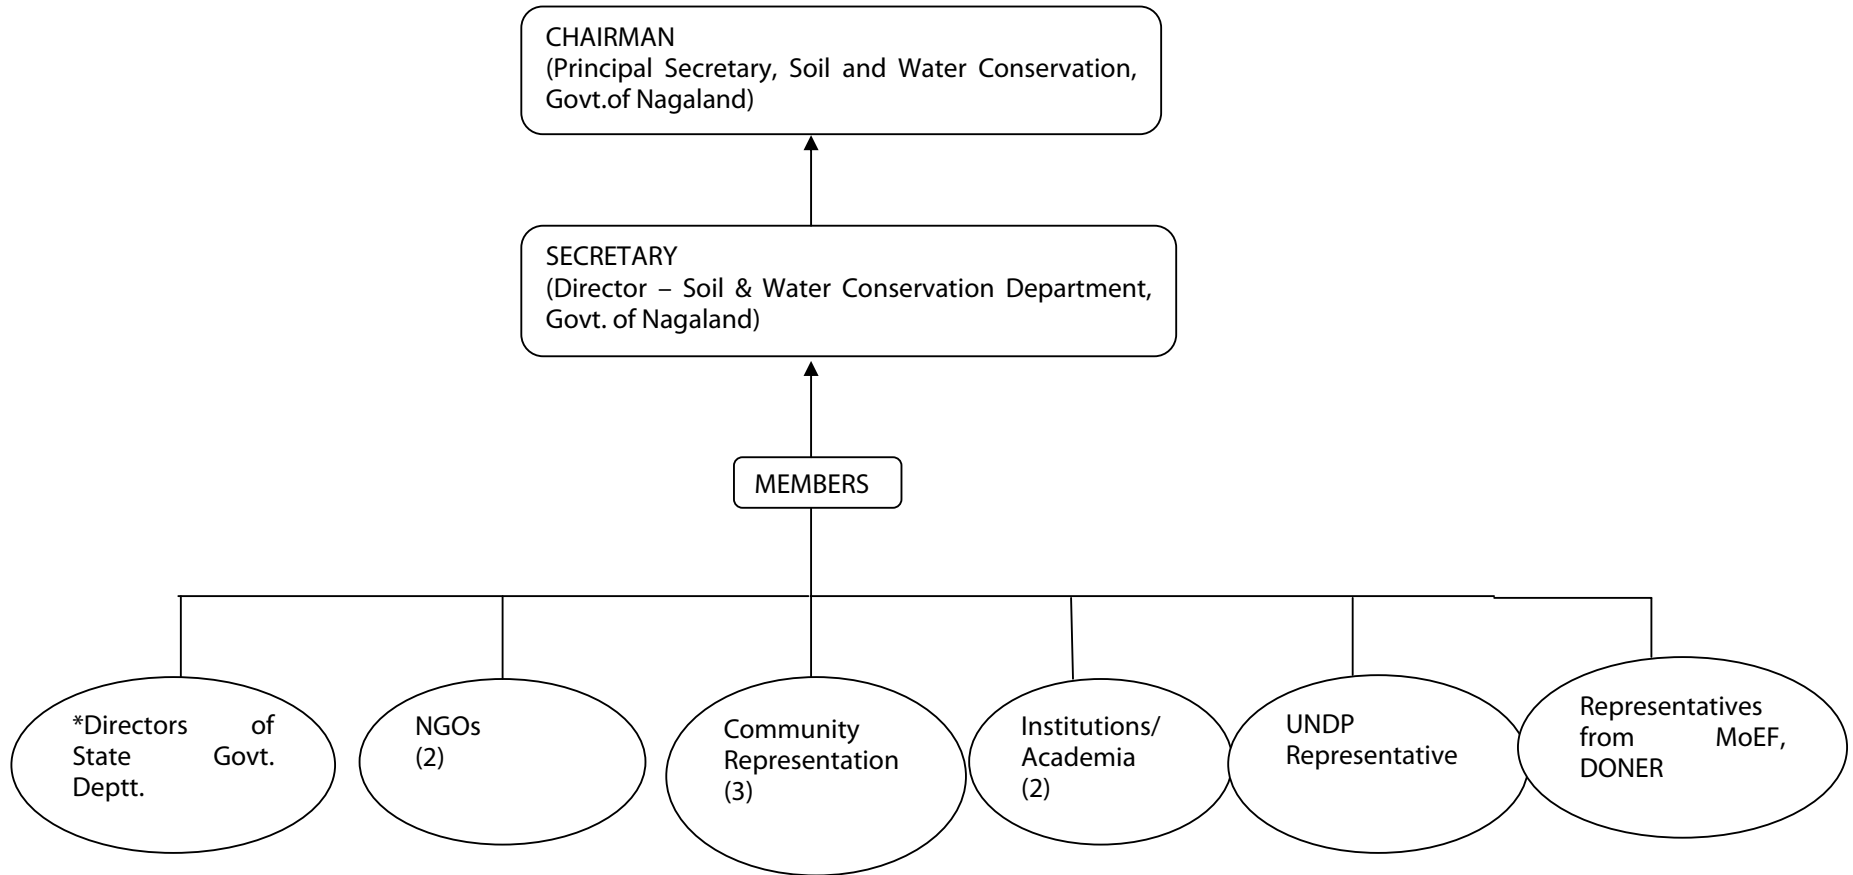 CHAIRMAN
(Principal Secretary, Soil and Water Conservation,
Govt.of Nagaland)
SECRETARY
(Director – Soil & Water Conservation Department,
Govt. of Nagaland)
MEMBERS
*Directors of
State Govt.
Deptt.
NGOs
(2)
Community
Representation
(3)
Institutions/
Academia
(2)
UNDP
Representative
Representatives
from MoEF,
DONER